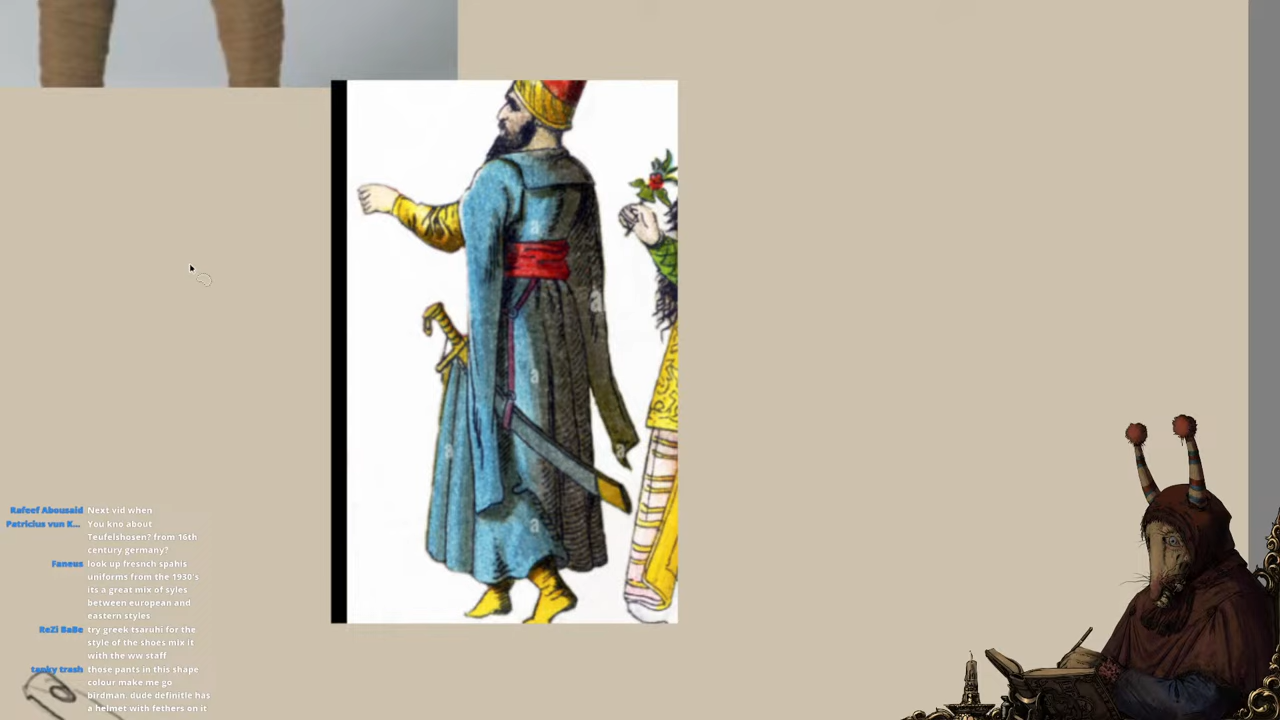 Rafeef Abousaid Next vid when
Patricius vun K... You kno about
Teufelshosen? from 16th
century germany?
Faneus look up fresnch spahis
uniforms from the 1930's
its a great mix of syles
between european and
eastern styles
ReZi BaBe try greek tsaruhi for the
style of the shoes mix it
with the ww staff
tanky trash those pants in this shape
colour make me go
birdman. dude definitle has
a helmet with fethers on it
a
a
a
a
a
a